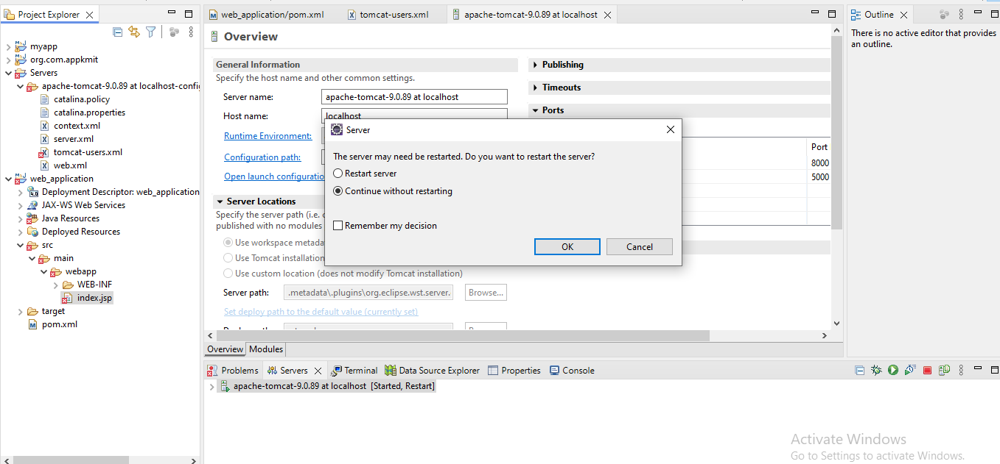 Project Explorer
myapp
org.com.appkmit
Servers
apache-tomcat-9.0.89 at localhost-confi
catalina.policy
catalina.properties
context.xml
server.xml
tomcat-users.xml
web.xml
web_application
Deployment Descriptor: web_application
JAX-WS Web Services
Java Resources
Deployed Resources
src
main
webapp
WEB-INF
index.jsp
target
pom.xml
web_application/pom.xml
tomcat-users.xml
apache-tomcat-9.0.89 at localhost
Overview
General Information
Specify the host name and other common settings.
Server name:
apache-tomcat-9.0.89 at localhost
Host name:
localhost
Runtime Environment:
Configuration path:
Open launch configuratio
Server Locations
Specify the server path (i.e. c
published with no modules
Use workspace metada
Use Tomcat installation
Use custom location (does not modify Tomcat installation)
Server path:
.metadata\.plugins\org.eclipse.wst.server.
Browse...
Set deploy path to the default value (currently set)
Publishing
Timeouts
Ports
Port
8000
5000
Server
The server may need be restarted. Do you want to restart the server?
Restart server
Continue without restarting
Remember my decision
OK
Cancel
Overview
Modules
Outline
There is no active editor that provides
an outline.
Problems
Servers
Terminal
Data Source Explorer
Properties
Console
apache-tomcat-9.0.89 at localhost [Started, Restart]
Activate Windows
Go to Settings to activate Windows.